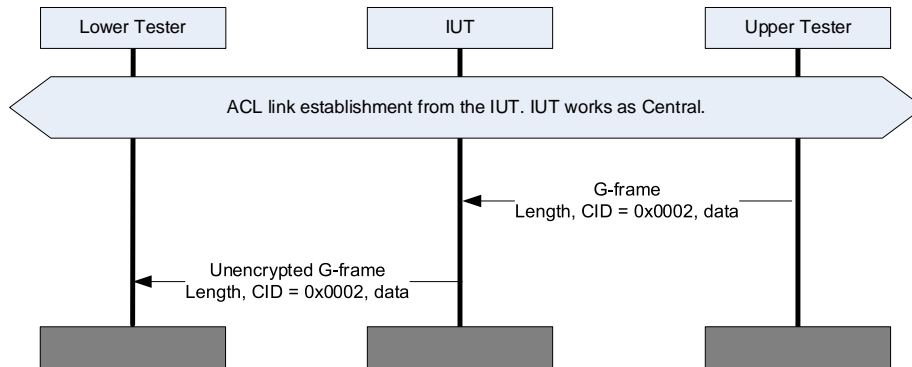 Lower Tester
IUT
Upper Tester
ACL link establishment from the IUT. IUT works as Central.
G-frame
Length, CID = 0x0002, data
Unencrypted G-frame
Length, CID = 0x0002, data